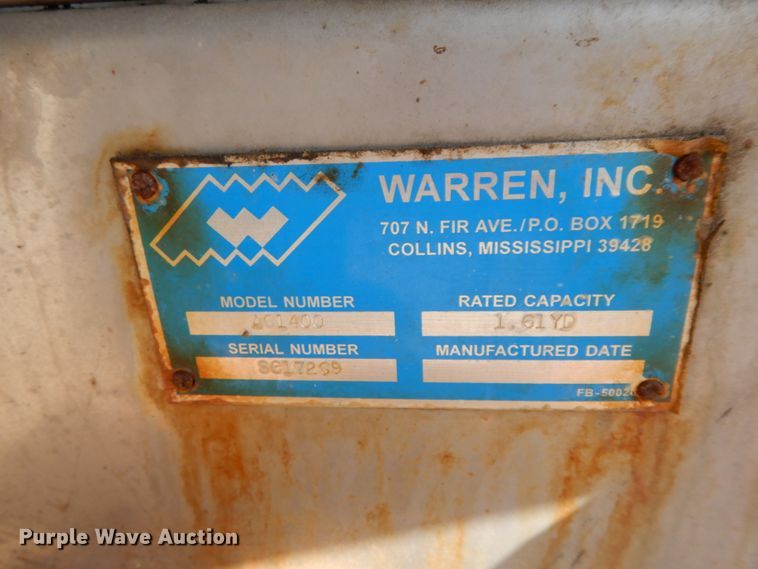 WARREN, INC.
707 N. FIR AVE./P.O. BOX 1719
COLLINS, MISSISSIPPI 39428
MODEL NUMBER
RATED CAPACITY
1.61YD
SERIAL NUMBER
MANUFACTURED DATE
Purple Wave Auction